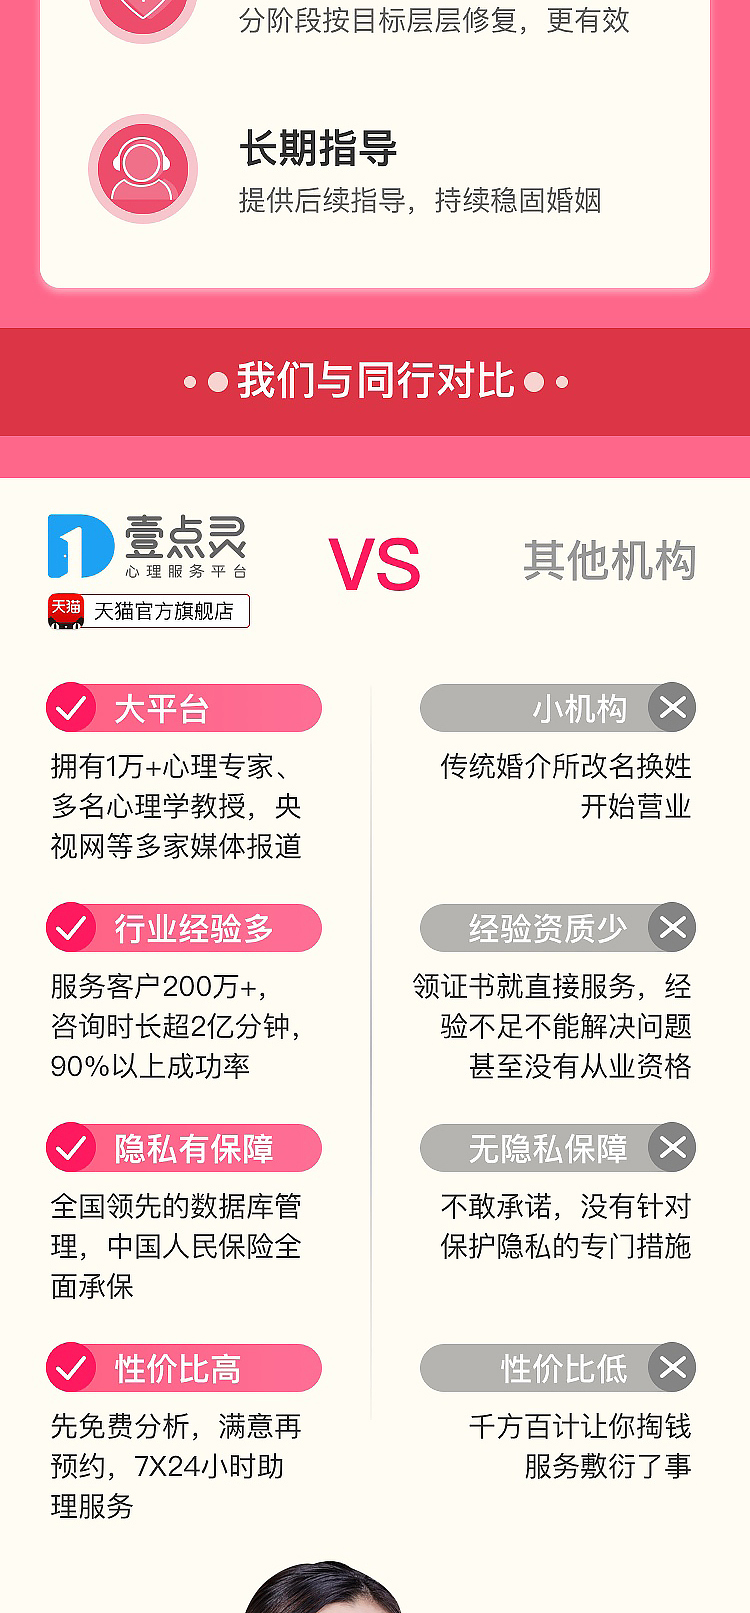 分阶段按目标层层修复，更有效
长期指导
提供后续指导，持续稳固婚姻
我们与同行对比
壹点灵
心理服务平台
天猫
天猫官方旗舰店
VS
其他机构
大平台
拥有1万+心理专家、
多名心理学教授，央
视网等多家媒体报道
小机构
传统婚介所改名换姓
开始营业
行业经验多
服务客户200万+，
咨询时长超2亿分钟，
90%以上成功率
经验资质少
领证书就直接服务，经
验不足不能解决问题
甚至没有从业资格
隐私有保障
全国领先的数据库管
理，中国人民保险全
面承保
无隐私保障
不敢承诺，没有针对
保护隐私的专门措施
性价比高
先免费分析，满意再
预约，7X24小时助
理服务
性价比低
千方百计让你掏钱
服务敷衍了事